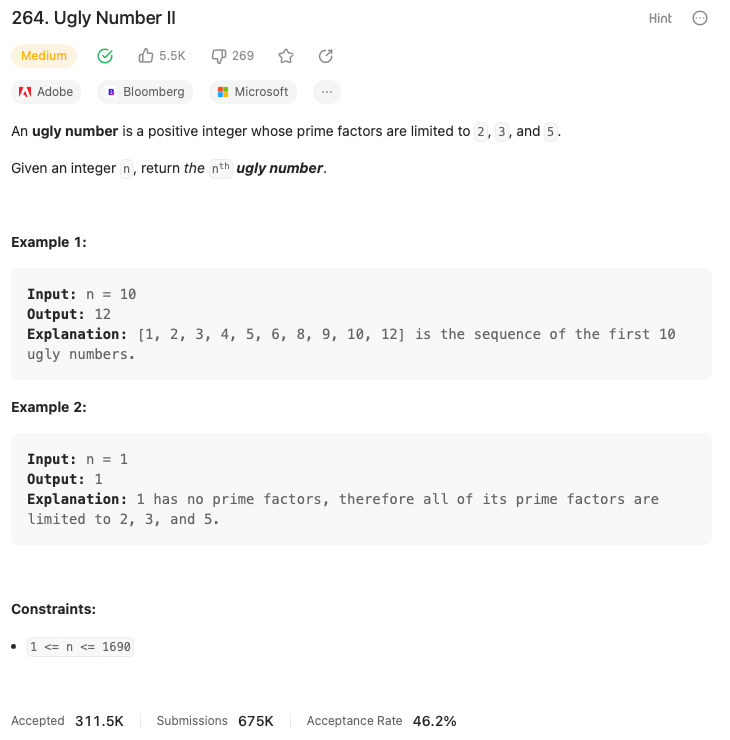 264. Ugly Number II
Hint
Medium
5.5K
269
Adobe
Bloomberg
Microsoft
An ugly number is a positive integer whose prime factors are limited to 2, 3, and 5.
Given an integer n, return the nth ugly number.
Example 1:
Input: n = 10
Output: 12
Explanation: [1, 2, 3, 4, 5, 6, 8, 9, 10, 12] is the sequence of the first 10
ugly numbers.
Example 2:
Input: n = 1
Output: 1
Explanation: 1 has no prime factors, therefore all of its prime factors are
limited to 2, 3, and 5.
Constraints:
• 1 <= n <= 1690
Accepted 311.5K Submissions 675K Acceptance Rate 46.2%